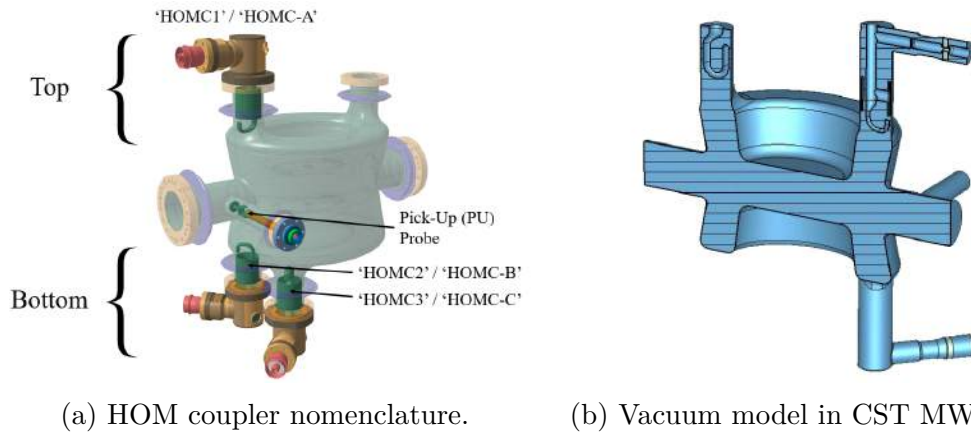 'HOMC1' / 'HOMC-A'
Top
Pick-Up (PU)
Probe
Bottom
'HOMC2' / 'HOMC-B'
'HOMC3' / 'HOMC-C'
(a) HOM coupler nomenclature.
(b) Vacuum model in CST MW